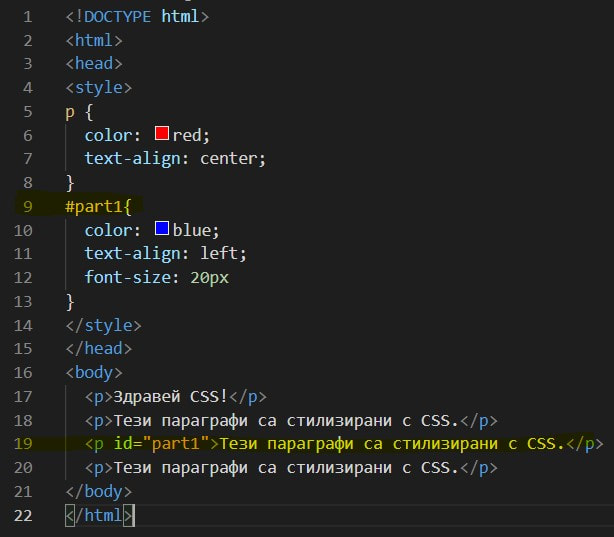 1 <!DOCTYPE html>
2 <html>
3 <head>
4 <style>
5 p {
6   color: red;
7   text-align: center;
8 }
9 #part1{
10   color: blue;
11   text-align: left;
12   font-size: 20px
13 }
14 </style>
15 </head>
16 <body>
17   <p>Здравей CSS!</p>
18   <p>Тези параграфи са стилизирани с CSS.</p>
19   <p id="part1">Тези параграфи са стилизирани с CSS.</p>
20   <p>Тези параграфи са стилизирани с CSS.</p>
21 </body>
22 </html>